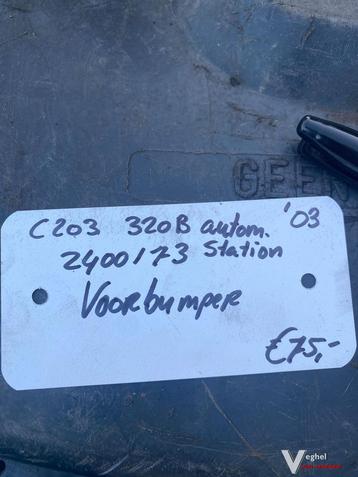 GEEN
C203 320B autom. '03
2400173 Station
Voorbumper
€75,-
Veghel